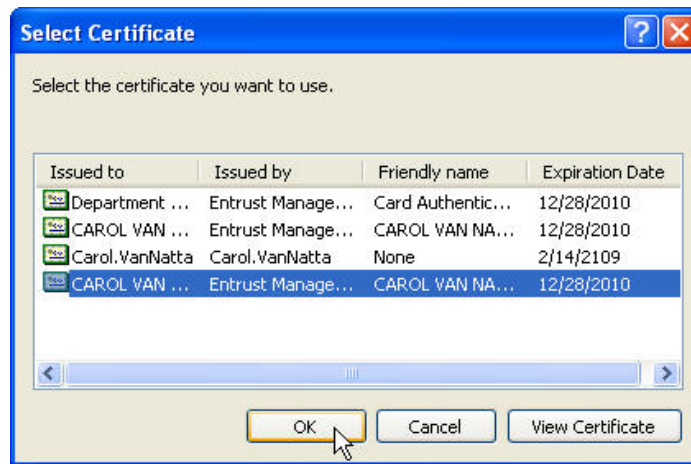 Select Certificate
Select the certificate you want to use.
Issued to Issued by Friendly name Expiration Date
Department ... Entrust Manage... Card Authentic... 12/28/2010
CAROL VAN ... Entrust Manage... CAROL VAN NA... 12/28/2010
Carol.VanNatta Carol.VanNatta None 2/14/2109
CAROL VAN ... Entrust Manage... CAROL VAN NA... 12/28/2010
OK Cancel View Certificate